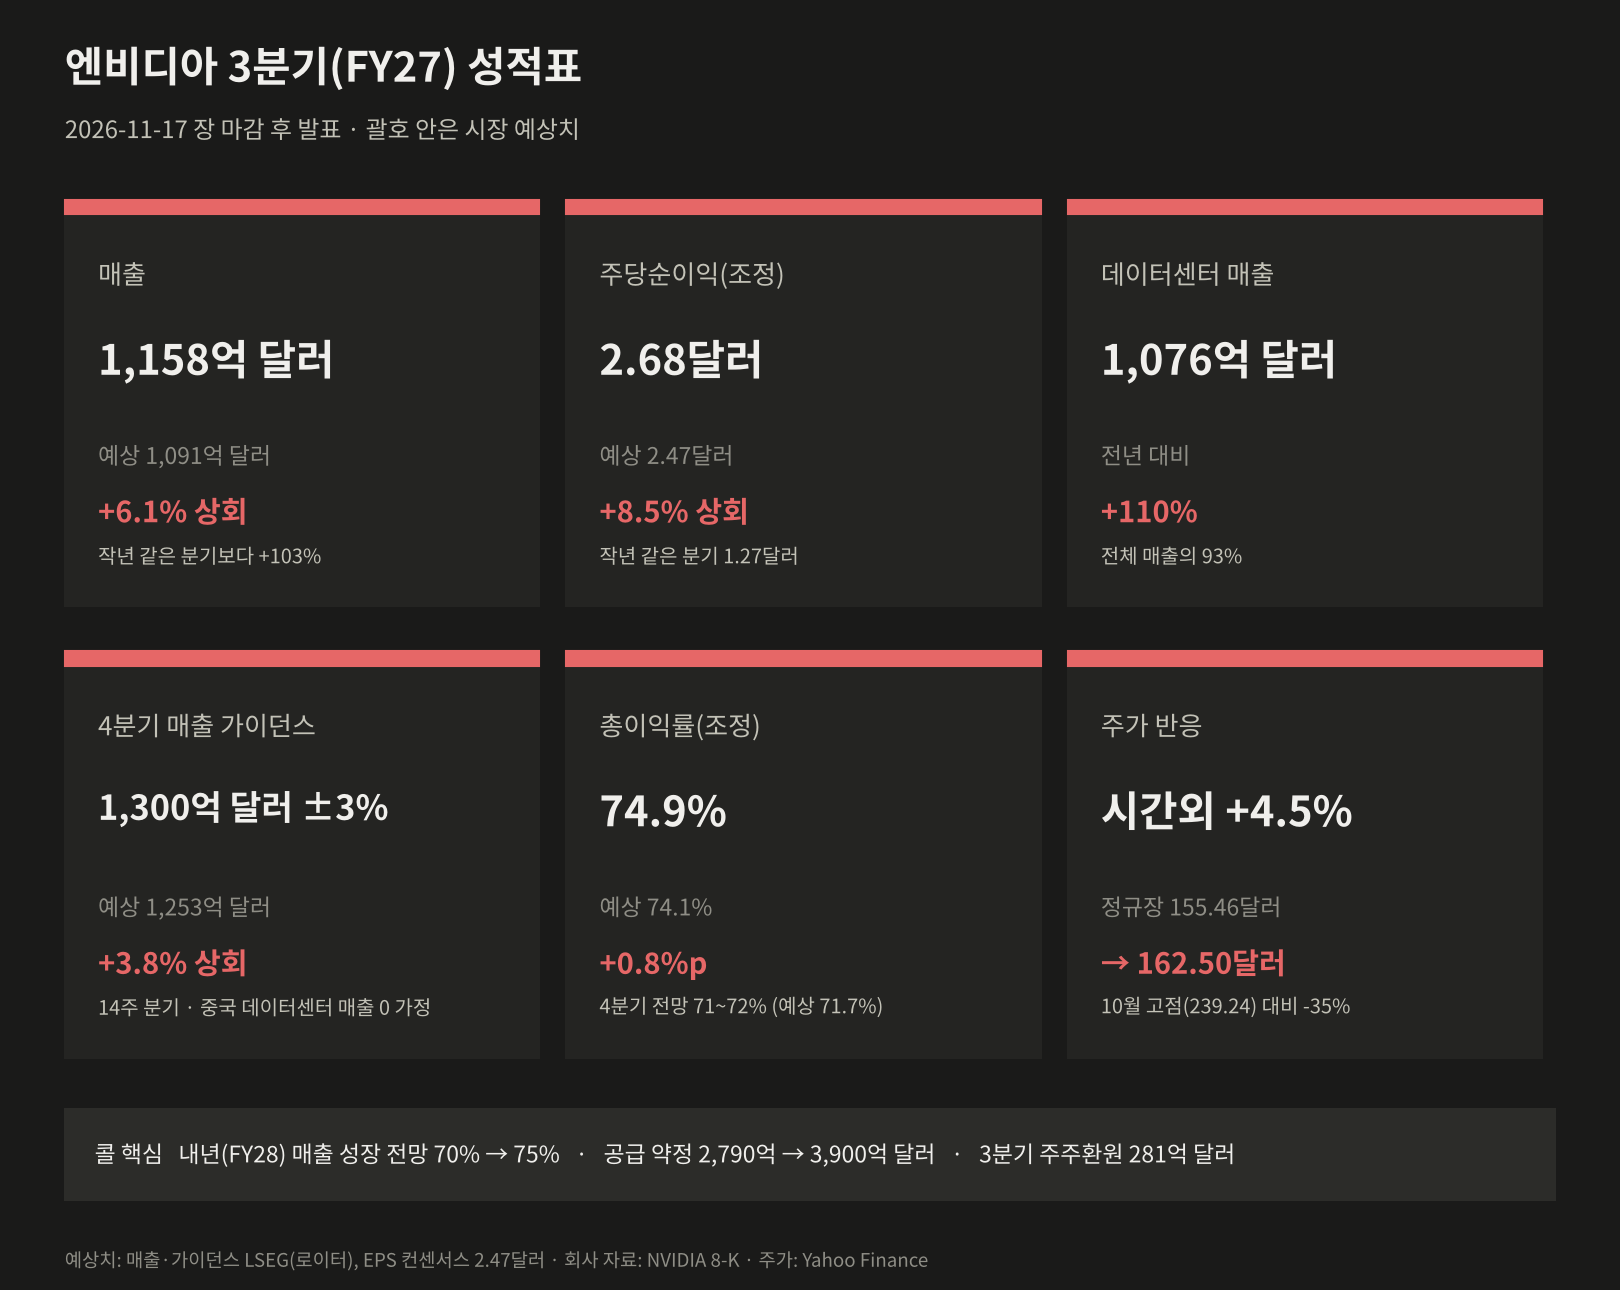 엔비디아 3분기(FY27) 성적표
2026-11-17 장 마감 후 발표 · 괄호 안은 시장 예상치
매출
1,158억 달러
예상 1,091억 달러
+6.1% 상회
작년 같은 분기보다 +103%
주당순이익(조정)
2.68달러
예상 2.47달러
+8.5% 상회
작년 같은 분기 1.27달러
데이터센터 매출
1,076억 달러
전년 대비
+110%
전체 매출의 93%
4분기 매출 가이던스
1,300억 달러 ±3%
예상 1,253억 달러
+3.8% 상회
14주 분기 · 중국 데이터센터 매출 0 가정
총이익률(조정)
74.9%
예상 74.1%
+0.8%p
4분기 전망 71~72% (예상 71.7%)
주가 반응
시간외 +4.5%
정규장 155.46달러
→ 162.50달러
10월 고점(239.24) 대비 -35%
콜 핵심 내년(FY28) 매출 성장 전망 70% → 75% · 공급 약정 2,790억 → 3,900억 달러 · 3분기 주주환원 281억 달러
예상치: 매출·가이던스 LSEG(로이터), EPS 컨센서스 2.47달러 · 회사 자료: NVIDIA 8-K · 주가: Yahoo Finance